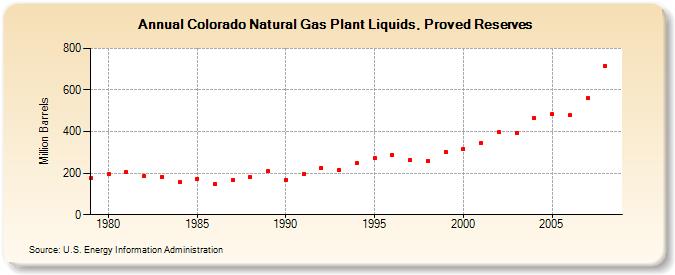 Annual Colorado Natural Gas Plant Liquids, Proved Reserves
Million Barrels
800
600
400
200
0
1980 1985 1990 1995 2000 2005
Source: U.S. Energy Information Administration